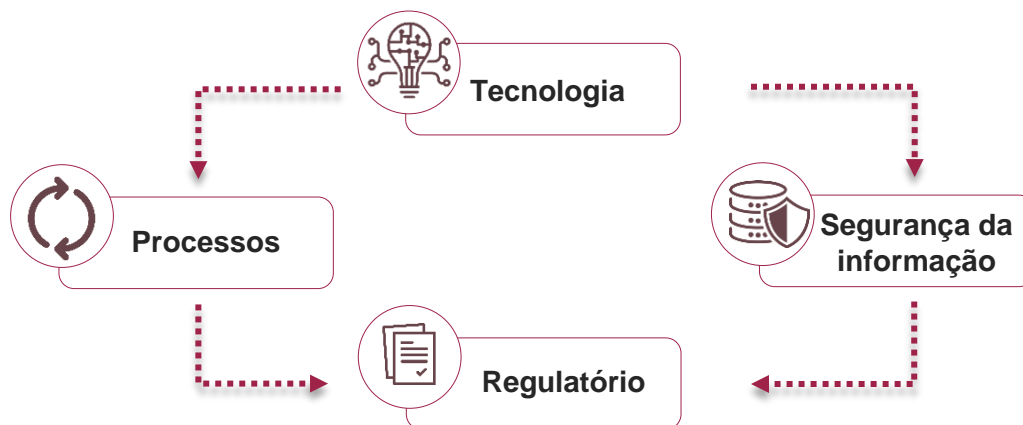 Tecnologia
Processos
Segurança da
informação
Regulatório